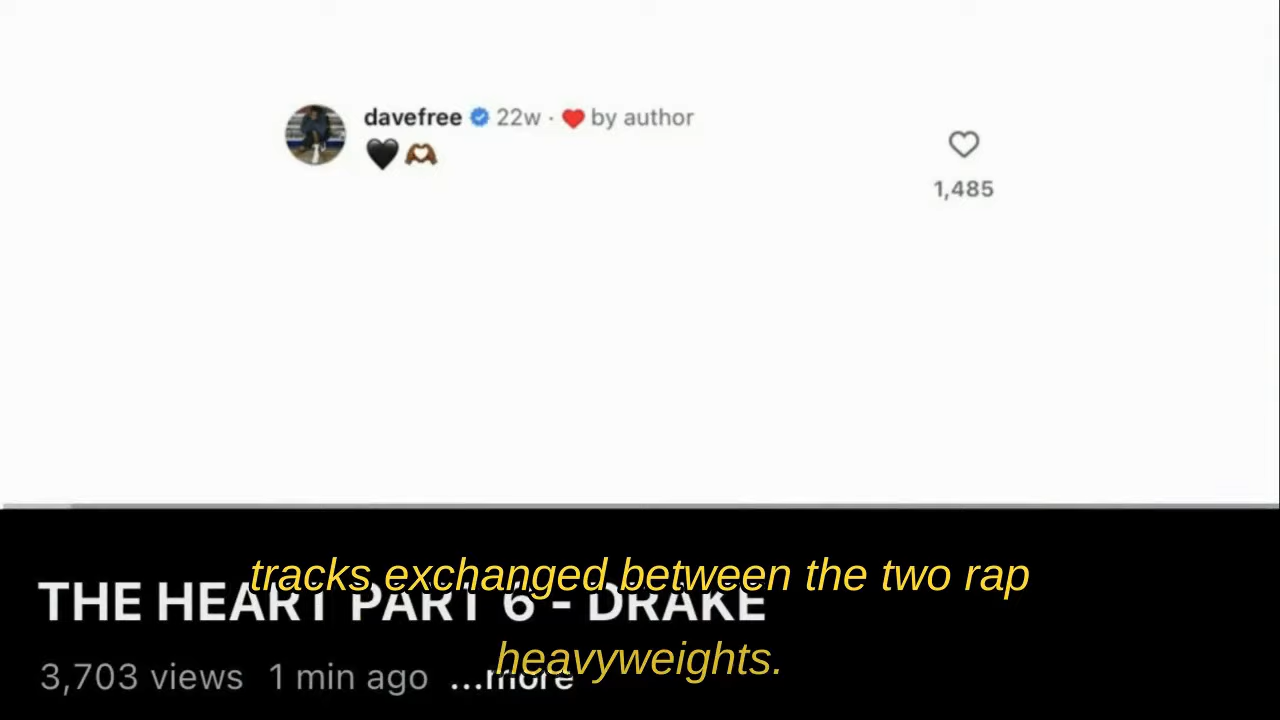 davefree 22w · ❤️ by author
🖤 🫶🏾
1,485
tracks exchanged between the two rap
THE HEART PART 6 - DRAKE
heavyweights.
3,703 views 1 min ago ...more